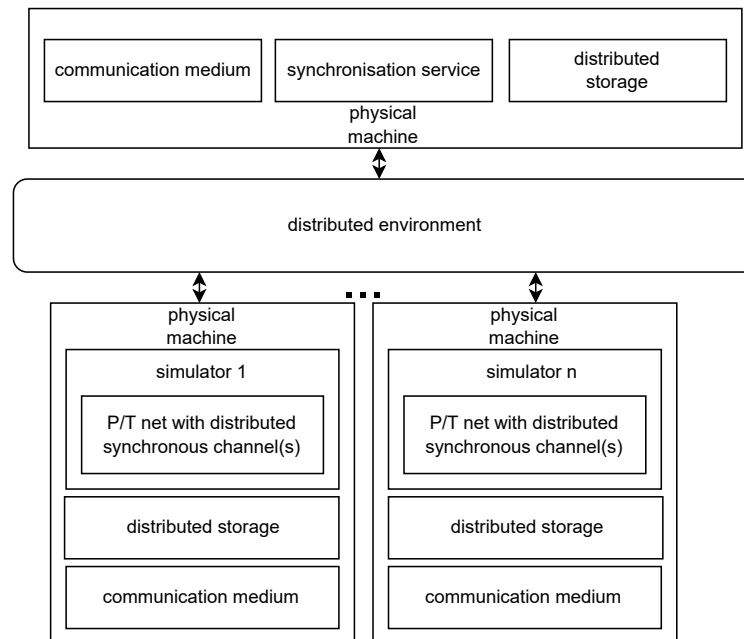 communication medium
synchronisation service
distributed
storage
physical
machine
distributed environment
physical
machine
simulator 1
P/T net with distributed
synchronous channel(s)
distributed storage
communication medium
physical
machine
simulator n
P/T net with distributed
synchronous channel(s)
distributed storage
communication medium